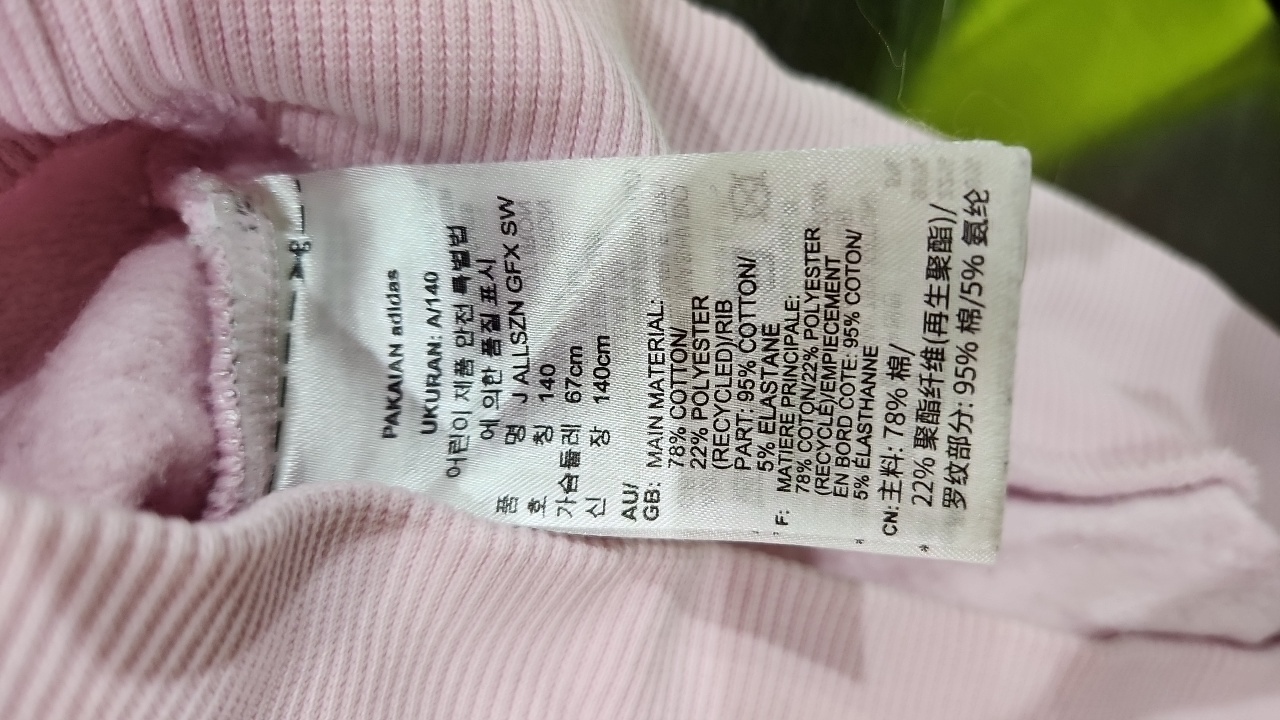 PAKAIAN adidas
UKURAN: A/140
어린이 제품 안전 특별법
에 의한 품질 표시
품 명 J ALLSZN GFX SW
호 칭 140
가슴둘레 67cm
신 장 140cm
AU/
GB: MAIN MATERIAL:
78% COTTON/
22% POLYESTER
(RECYCLED)/RIB
PART: 95% COTTON/
5% ELASTANE
F: MATIERE PRINCIPALE:
78% COTON/22% POLYESTER
(RECYCLE)/EMPIECEMENT
EN BORD COTE: 95% COTON/
5% ELASTHANNE
CN: 主料: 78% 棉/
22% 聚酯纤维(再生聚酯)/
罗纹部分: 95% 棉/5% 氨纶